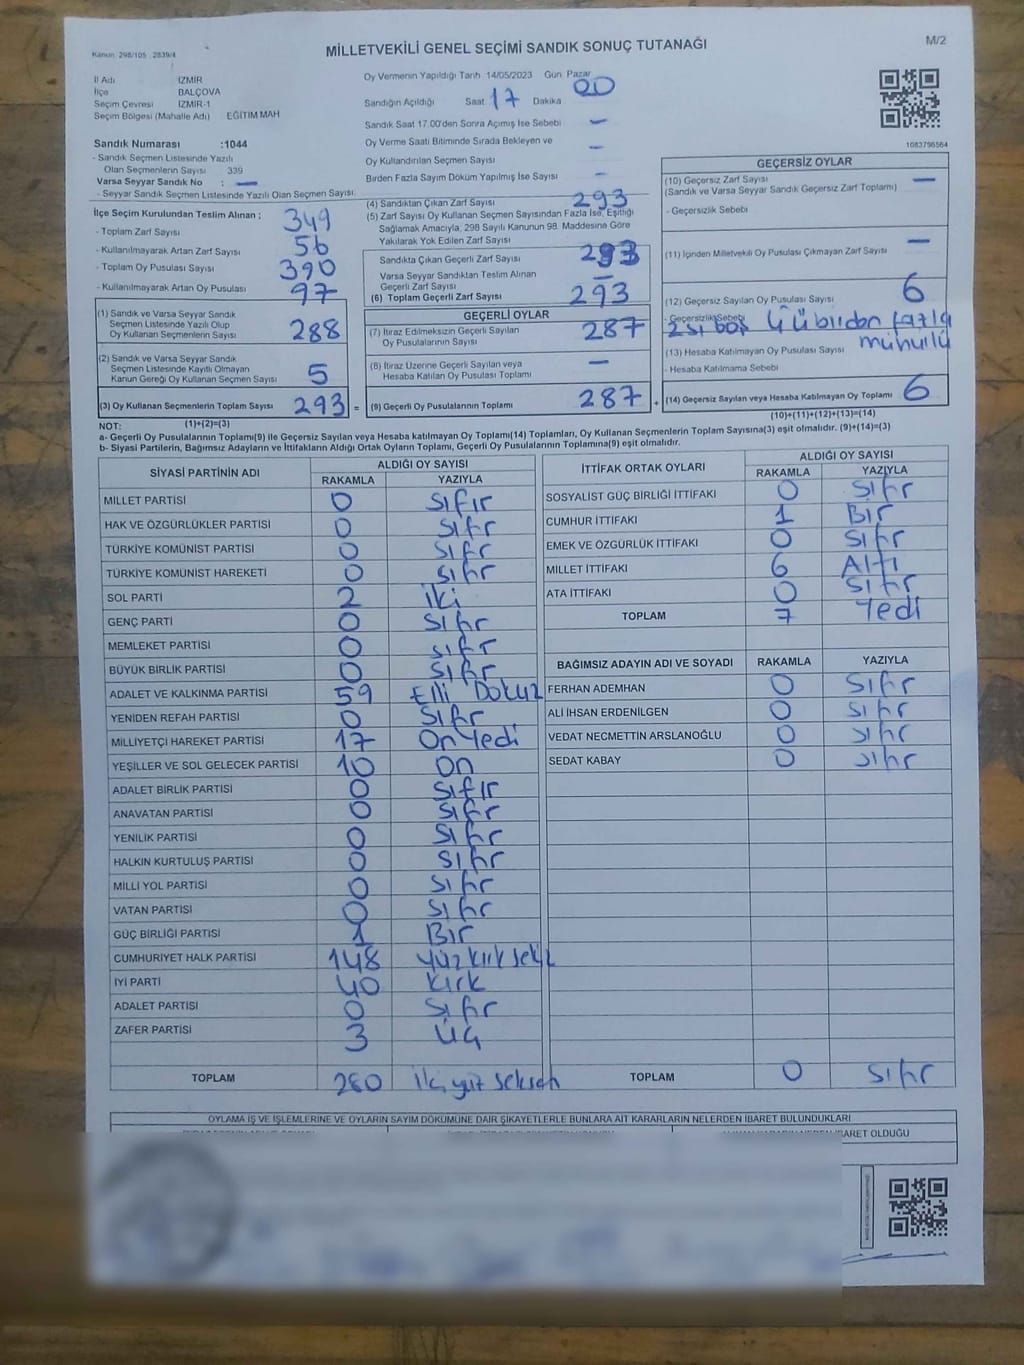 Kanun: 298/105 , 2839/4
MİLLETVEKİLİ GENEL SEÇİMİ SANDIK SONUÇ TUTANAĞI
M/2
İl Adı İZMİR
İlçe BALÇOVA
Seçim Çevresi İZMİR-1
Seçim Bölgesi (Mahalle Adı) EĞİTİM MAH
Oy Vermenin Yapıldığı Tarih 14/05/2023 Gün Pazar
Sandığın Açıldığı Saat 17 Dakika 00
Sandık Saat 17.00'den Sonra Açımış İse Sebebi –
Oy Verme Saati Bitiminde Sırada Bekleyen ve
Oy Kullandırılan Seçmen Sayısı –
Birden Fazla Sayım Döküm Yapılmış İse Sayısı –
1083796564
Sandık Numarası :1044
- Sandık Seçmen Listesinde Yazılı
Olan Seçmenlerin Sayısı 339
Varsa Seyyar Sandık No : –
- Seyyar Sandık Seçmen Listesinde Yazılı Olan Seçmen Sayısı:
İlçe Seçim Kurulundan Teslim Alınan ;
- Toplam Zarf Sayısı 349
- Kullanılmayarak Artan Zarf Sayısı 56
- Toplam Oy Pusulası Sayısı 390
- Kullanılmayarak Artan Oy Pusulası 97
(1) Sandık ve Varsa Seyyar Sandık
Seçmen Listesinde Yazılı Olup
Oy Kullanan Seçmenlerin Sayısı 288
(2) Sandık ve Varsa Seyyar Sandık
Seçmen Listesinde Kayıtlı Olmayan
Kanun Gereği Oy Kullanan Seçmen Sayısı 5
(3) Oy Kullanan Seçmenlerin Toplam Sayısı 293 =
(1)+(2)=(3)
(4) Sandıktan Çıkan Zarf Sayısı 293
(5) Zarf Sayısı Oy Kullanan Seçmen Sayısından Fazla İse, Eşitliği
Sağlamak Amacıyla, 298 Sayılı Kanunun 98. Maddesine Göre
Yakılarak Yok Edilen Zarf Sayısı
Sandıkta Çıkan Geçerli Zarf Sayısı 293
Varsa Seyyar Sandıktan Teslim Alınan
Geçerli Zarf Sayısı –
(6) Toplam Geçerli Zarf Sayısı 293
GEÇERLİ OYLAR
(7) İtiraz Edilmeksizin Geçerli Sayılan
Oy Pusulalarının Sayısı 287
(8) İtiraz Üzerine Geçerli Sayılan veya
Hesaba Katılan Oy Pusulası Toplamı –
(9) Geçerli Oy Pusulalarının Toplamı 287 +
GEÇERSİZ OYLAR
(10) Geçersiz Zarf Sayısı –
(Sandık ve Varsa Seyyar Sandık Geçersiz Zarf Toplamı)
- Geçersizlik Sebebi
(11) İçinden Milletvekili Oy Pusulası Çıkmayan Zarf Sayısı –
(12) Geçersiz Sayılan Oy Pusulası Sayısı 6
- Geçersizlik Sebebi 2si boş 4ü birden fazla
mühürlü
(13) Hesaba Katılmayan Oy Pusulası Sayısı
- Hesaba Katılmama Sebebi
(14) Geçersiz Sayılan veya Hesaba Katılmayan Oy Toplamı 6
(10)+(11)+(12)+(13)=(14)
NOT:
a- Geçerli Oy Pusulalarının Toplamı(9) ile Geçersiz Sayılan veya Hesaba katılmayan Oy Toplamı(14) Toplamları, Oy Kullanan Seçmenlerin Toplam Sayısına(3) eşit olmalıdır. (9)+(14)=(3)
b- Siyasi Partilerin, Bağımsız Adayların ve İttifakların Aldığı Ortak Oyların Toplamı, Geçerli Oy Pusulalarının Toplamına(9) eşit olmalıdır.
SİYASİ PARTİNİN ADI ALDIĞI OY SAYISI
RAKAMLA YAZIYLA
MİLLET PARTİSİ 0 Sıfır
HAK VE ÖZGÜRLÜKLER PARTİSİ 0 Sıfır
TÜRKİYE KOMÜNİST PARTİSİ 0 Sıfır
TÜRKİYE KOMÜNİST HAREKETİ 0 Sıfır
SOL PARTİ 2 İki
GENÇ PARTİ 0 Sıfır
MEMLEKET PARTİSİ 0 Sıfır
BÜYÜK BİRLİK PARTİSİ 0 Sıfır
ADALET VE KALKINMA PARTİSİ 59 Elli Dokuz
YENİDEN REFAH PARTİSİ 0 Sıfır
MİLLİYETÇİ HAREKET PARTİSİ 17 On Yedi
YEŞİLLER VE SOL GELECEK PARTİSİ 10 On
ADALET BİRLİK PARTİSİ 0 Sıfır
ANAVATAN PARTİSİ 0 Sıfır
YENİLİK PARTİSİ 0 Sıfır
HALKIN KURTULUŞ PARTİSİ 0 Sıfır
MİLLİ YOL PARTİSİ 0 Sıfır
VATAN PARTİSİ 0 Sıfır
GÜÇ BİRLİĞİ PARTİSİ 1 Bir
CUMHURİYET HALK PARTİSİ 148 Yüzkırksekiz
İYİ PARTİ 40 Kırk
ADALET PARTİSİ 0 Sıfır
ZAFER PARTİSİ 3 Üç
TOPLAM 280 İkiyüz Seksen
İTTİFAK ORTAK OYLARI ALDIĞI OY SAYISI
RAKAMLA YAZIYLA
SOSYALİST GÜÇ BİRLİĞİ İTTİFAKI 0 Sıfır
CUMHUR İTTİFAKI 1 Bir
EMEK VE ÖZGÜRLÜK İTTİFAKI 0 Sıfır
MİLLET İTTİFAKI 6 Altı
ATA İTTİFAKI 0 Sıfır
TOPLAM 7 Yedi
BAĞIMSIZ ADAYIN ADI VE SOYADI RAKAMLA YAZIYLA
FERHAN ADEMHAN 0 Sıfır
ALİ İHSAN ERDENİLGEN 0 Sıfır
VEDAT NECMETTİN ARSLANOĞLU 0 Sıfır
SEDAT KABAY 0 Sıfır
TOPLAM 0 Sıfır
OYLAMA İŞ VE İŞLEMLERİNE VE OYLARIN SAYIM DÖKÜMÜNE DAİR ŞİKAYETLERLE BUNLARA AİT KARARLARIN NELERDEN İBARET BULUNDUKLARI
İBARET OLDUĞU